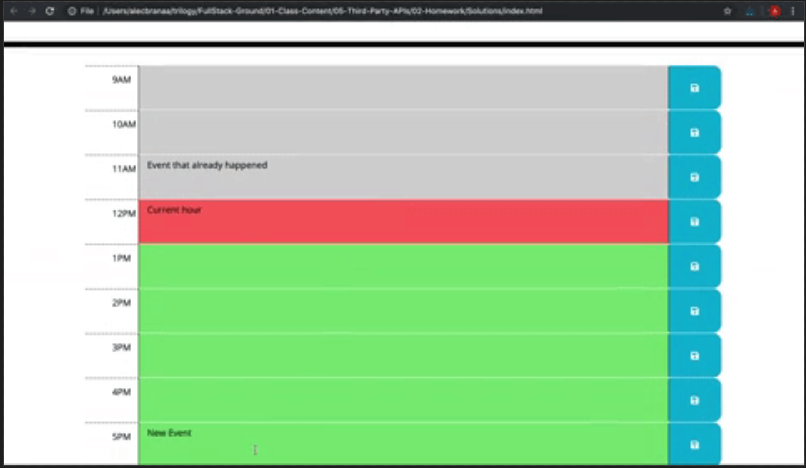 File | /Users/alecbranaa/trilogy/FullStack-Ground/01-Class-Content/05-Third-Party-APIs/02-Homework/Solutions/index.html
9AM
10AM
11AM Event that already happened
12PM Current hour
1PM
2PM
3PM
4PM
5PM New Event